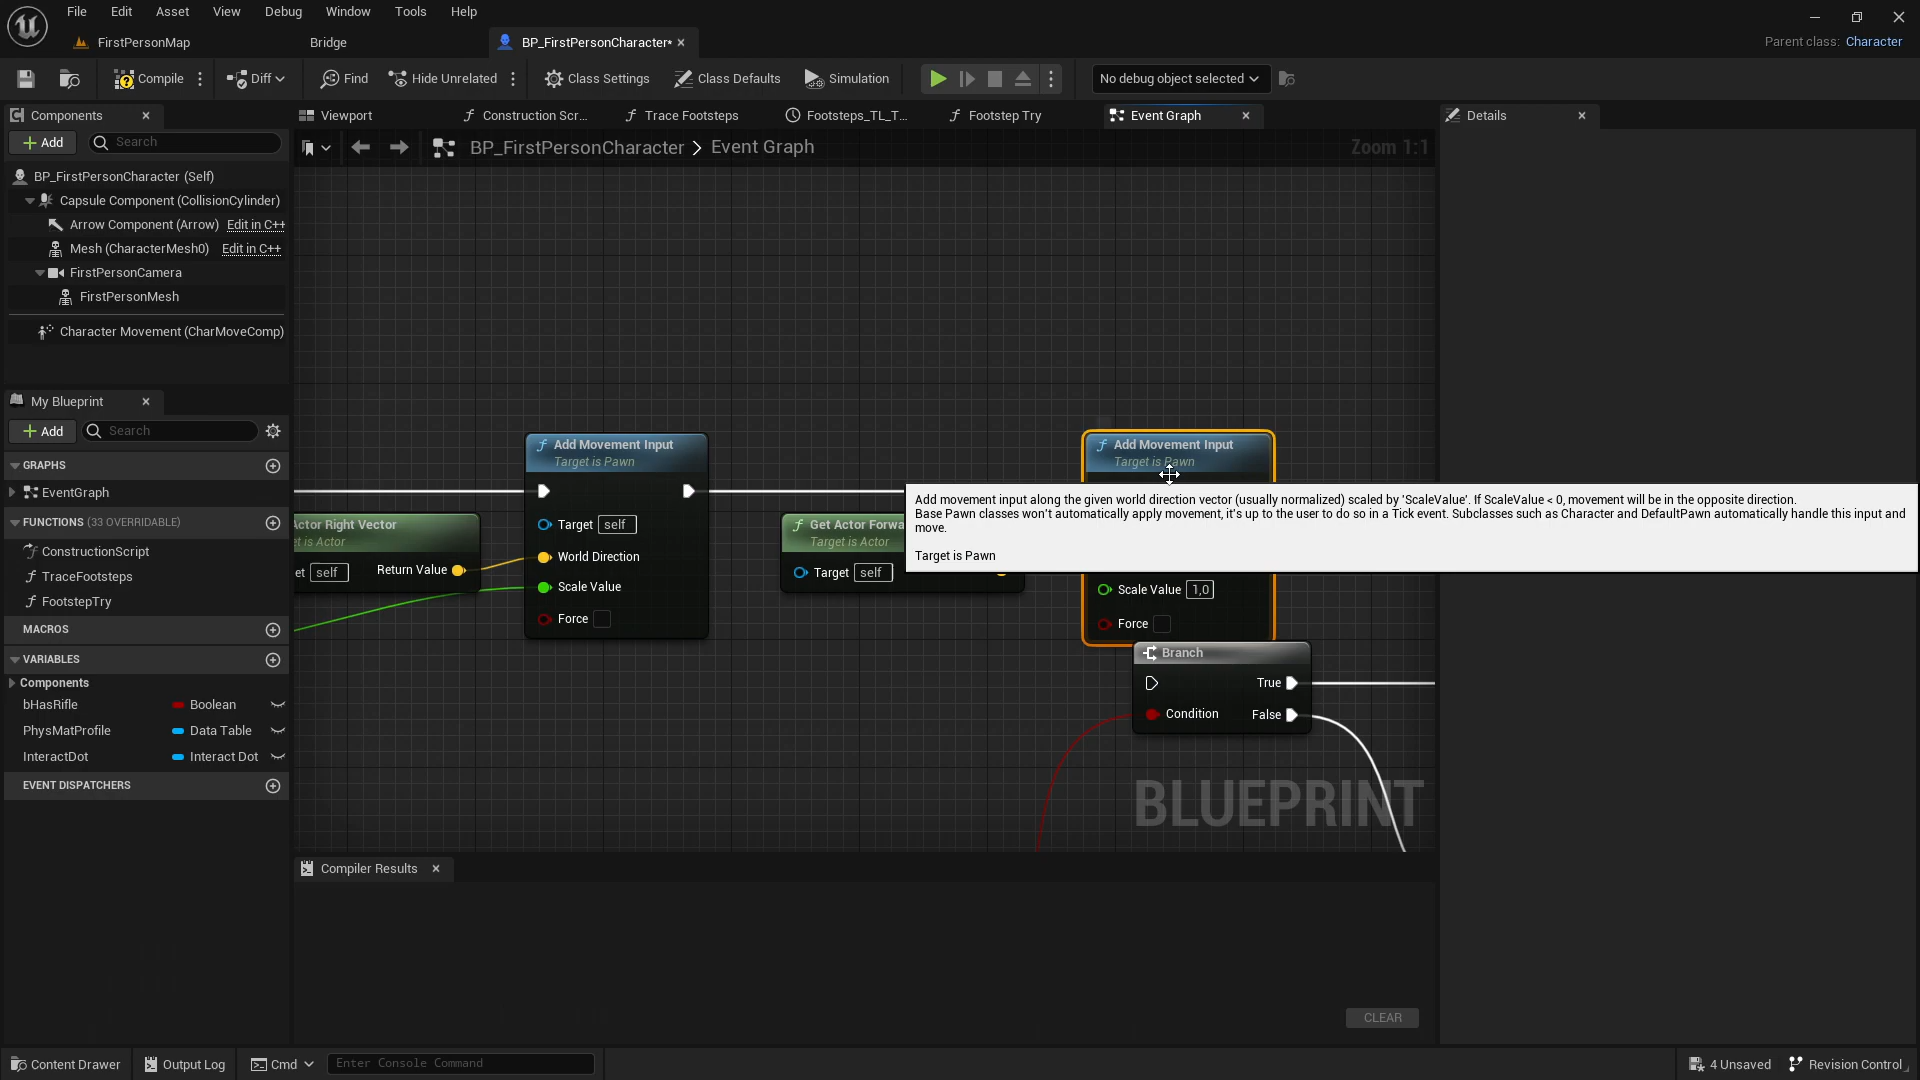 File Edit Asset View Debug Window Tools Help
FirstPersonMap Bridge BP_FirstPersonCharacter* Parent class: Character
Compile Diff Find Hide Unrelated Class Settings Class Defaults Simulation No debug object selected
Components Viewport Construction Scr... Trace Footsteps Footsteps_TL_T... Footstep Try Event Graph Details
Add Search
BP_FirstPersonCharacter > Event Graph Zoom 1:1
BP_FirstPersonCharacter (Self)
Capsule Component (CollisionCylinder)
Arrow Component (Arrow) Edit in C++
Mesh (CharacterMesh0) Edit in C++
FirstPersonCamera
FirstPersonMesh
Character Movement (CharMoveComp)
My Blueprint
Add Search
GRAPHS
EventGraph
FUNCTIONS (33 OVERRIDABLE)
ConstructionScript
TraceFootsteps
FootstepTry
MACROS
VARIABLES
Components
bHasRifle Boolean
PhysMatProfile Data Table
InteractDot Interact Dot
EVENT DISPATCHERS
Actor Right Vector
et is Actor
et self Return Value
Add Movement Input
Target is Pawn
Target self
World Direction
Scale Value
Force
Get Actor Forwa
Target is Actor
Target self
Add Movement Input
Target is Pawn
Add movement input along the given world direction vector (usually normalized) scaled by 'ScaleValue'. If ScaleValue < 0, movement will be in the opposite direction.
Base Pawn classes won't automatically apply movement, it's up to the user to do so in a Tick event. Subclasses such as Character and DefaultPawn automatically handle this input and
move.
Target is Pawn
Scale Value 1,0
Force
Branch
True
Condition False
BLUEPRINT
Compiler Results
CLEAR
Content Drawer Output Log Cmd Enter Console Command 4 Unsaved Revision Control